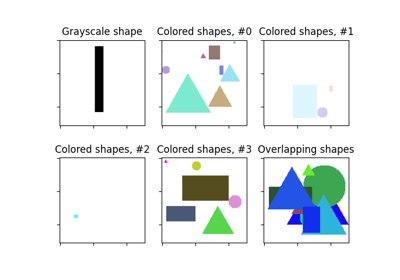 Grayscale shape
Colored shapes, #0
Colored shapes, #1
Colored shapes, #2
Colored shapes, #3
Overlapping shapes